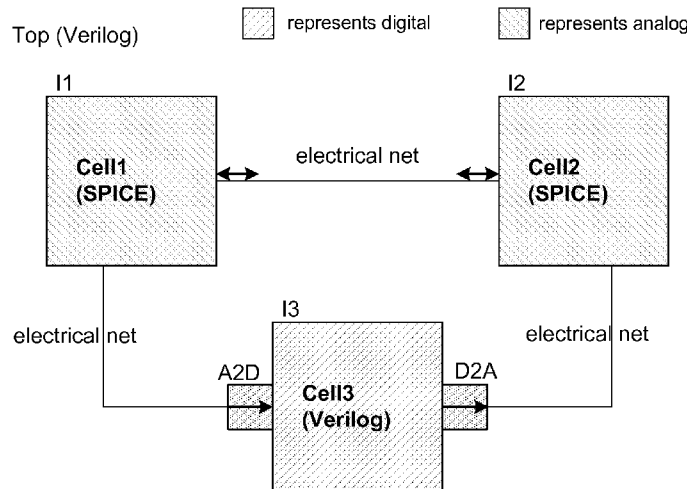 represents digital
represents analog
Top (Verilog)
I1
I2
Cell1
(SPICE)
electrical net
Cell2
(SPICE)
electrical net
I3
electrical net
A2D
D2A
Cell3
(Verilog)